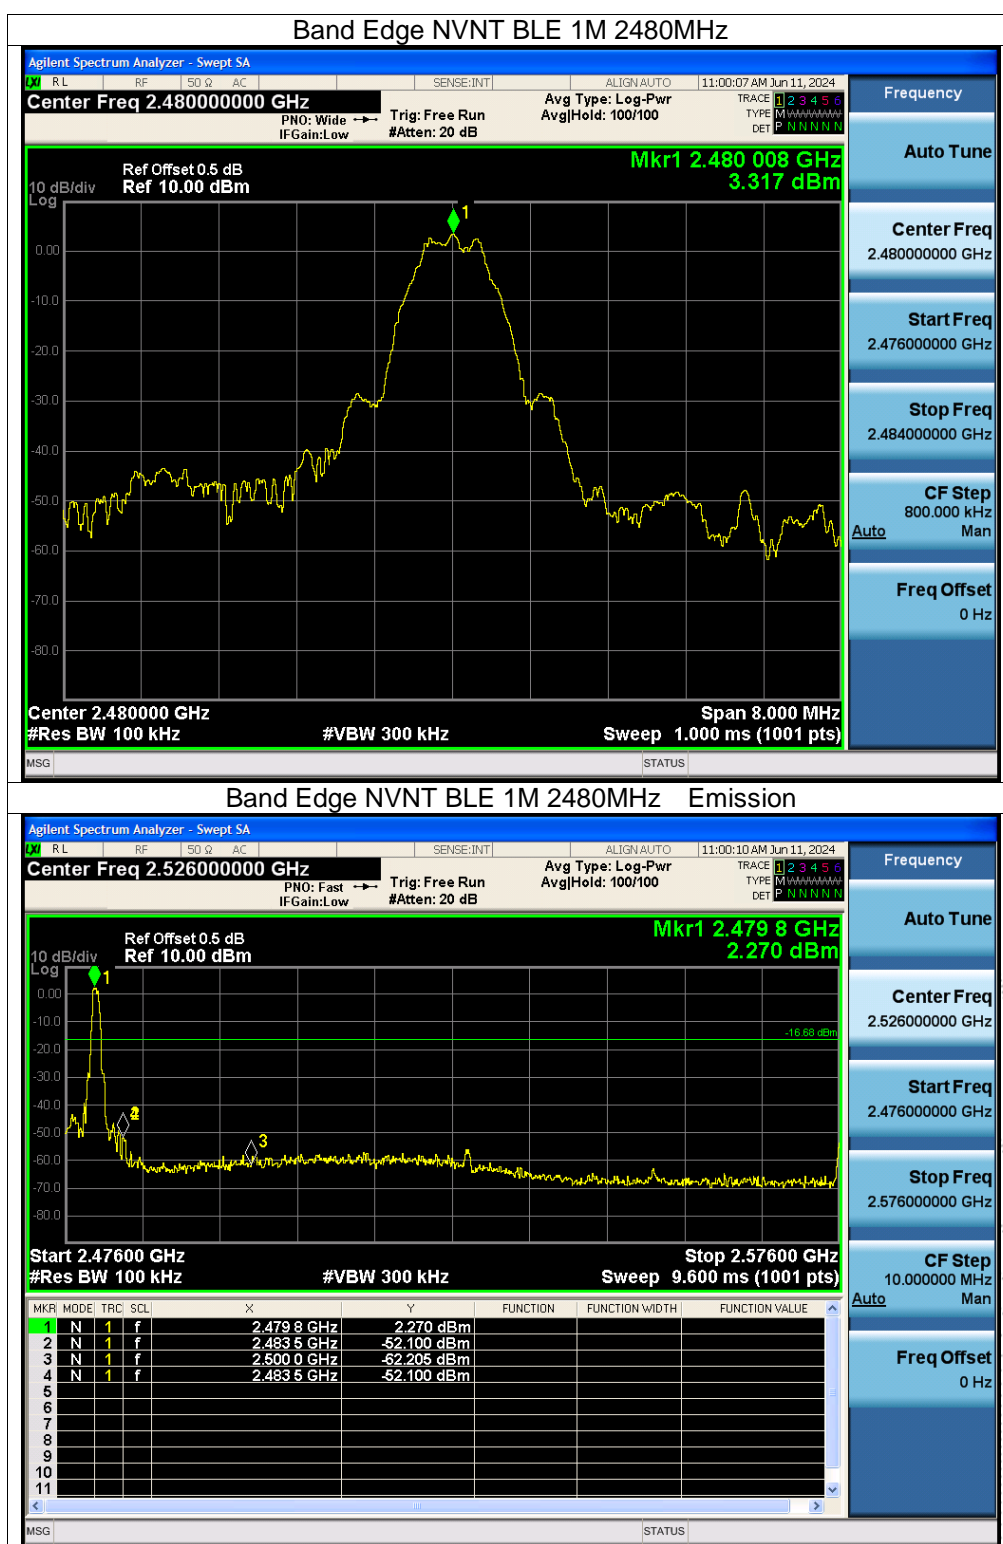 Band Edge NVNT BLE 1M 2480MHz
Agilent Spectrum Analyzer - Swept SA
LXI RL RF 50 Ω AC SENSE:INT ALIGNAUTO 11:00:07 AM Jun 11, 2024
Center Freq 2.480000000 GHz
PNO: Wide
IFGain:Low
Trig: Free Run
#Atten: 20 dB
Avg Type: Log-Pwr
Avg|Hold: 100/100
TRACE 1 2 3 4 5 6
TYPE M
DET P N N N N N
Frequency
Mkr1 2.480 008 GHz
3.317 dBm
Ref Offset 0.5 dB
10 dB/div Ref 10.00 dBm
Log
1
0.00
-10.0
-20.0
-30.0
-40.0
-50.0
-60.0
-70.0
-80.0
Center 2.480000 GHz Span 8.000 MHz
#Res BW 100 kHz #VBW 300 kHz Sweep 1.000 ms (1001 pts)
MSG STATUS
Auto Tune
Center Freq
2.480000000 GHz
Start Freq
2.476000000 GHz
Stop Freq
2.484000000 GHz
CF Step
800.000 kHz
Auto Man
Freq Offset
0 Hz
Band Edge NVNT BLE 1M 2480MHz Emission
Agilent Spectrum Analyzer - Swept SA
LXI RL RF 50 Ω AC SENSE:INT ALIGNAUTO 11:00:10 AM Jun 11, 2024
Center Freq 2.526000000 GHz
PNO: Fast
IFGain:Low
Trig: Free Run
#Atten: 20 dB
Avg Type: Log-Pwr
Avg|Hold: 100/100
TRACE 1 2 3 4 5 6
TYPE M
DET P N N N N N
Frequency
Mkr1 2.479 8 GHz
2.270 dBm
Ref Offset 0.5 dB
10 dB/div Ref 10.00 dBm
Log
1
0.00
-10.0
-16.68 dBm
-20.0
-30.0
-40.0
-50.0
3
-60.0
-70.0
-80.0
Start 2.47600 GHz Stop 2.57600 GHz
#Res BW 100 kHz #VBW 300 kHz Sweep 9.600 ms (1001 pts)
MKR MODE TRC SCL X Y FUNCTION FUNCTION WIDTH FUNCTION VALUE
1 N 1 f 2.479 8 GHz 2.270 dBm
2 N 1 f 2.483 5 GHz -52.100 dBm
3 N 1 f 2.500 0 GHz -62.205 dBm
4 N 1 f 2.483 5 GHz -52.100 dBm
5
6
7
8
9
10
11
MSG STATUS
Auto Tune
Center Freq
2.526000000 GHz
Start Freq
2.476000000 GHz
Stop Freq
2.576000000 GHz
CF Step
10.000000 MHz
Auto Man
Freq Offset
0 Hz